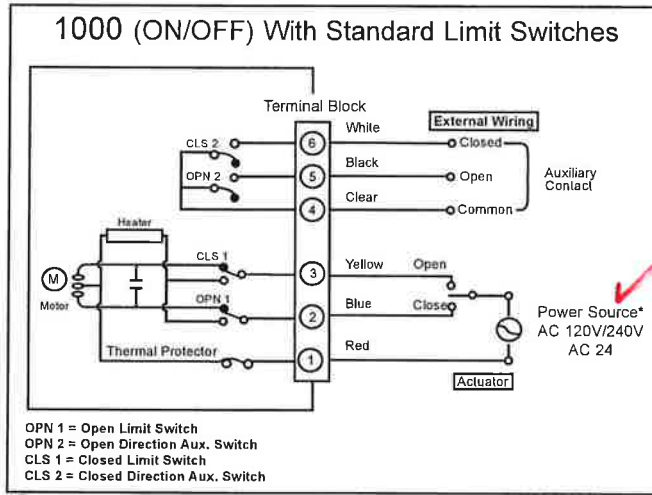 1000 (ON/OFF) With Standard Limit Switches
Terminal Block
External Wiring
CLS 2
6
White
Closed
OPN 2
5
Black
Open
Auxiliary
Contact
4
Clear
Common
Heater
CLS 1
3
Yellow
Open
M
Motor
OPN 1
2
Blue
Close
Power Source*
AC 120V/240V
AC 24
Thermal Protector
1
Red
Actuator
OPN 1 = Open Limit Switch
OPN 2 = Open Direction Aux. Switch
CLS 1 = Closed Limit Switch
CLS 2 = Closed Direction Aux. Switch